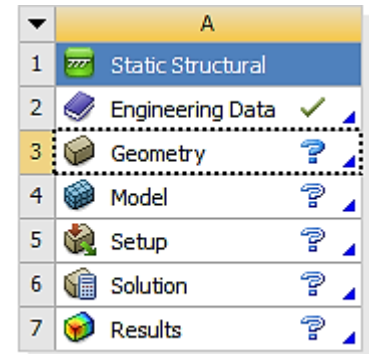 A
1 Static Structural
2 Engineering Data
3 Geometry ?
4 Model ?
5 Setup ?
6 Solution ?
7 Results ?